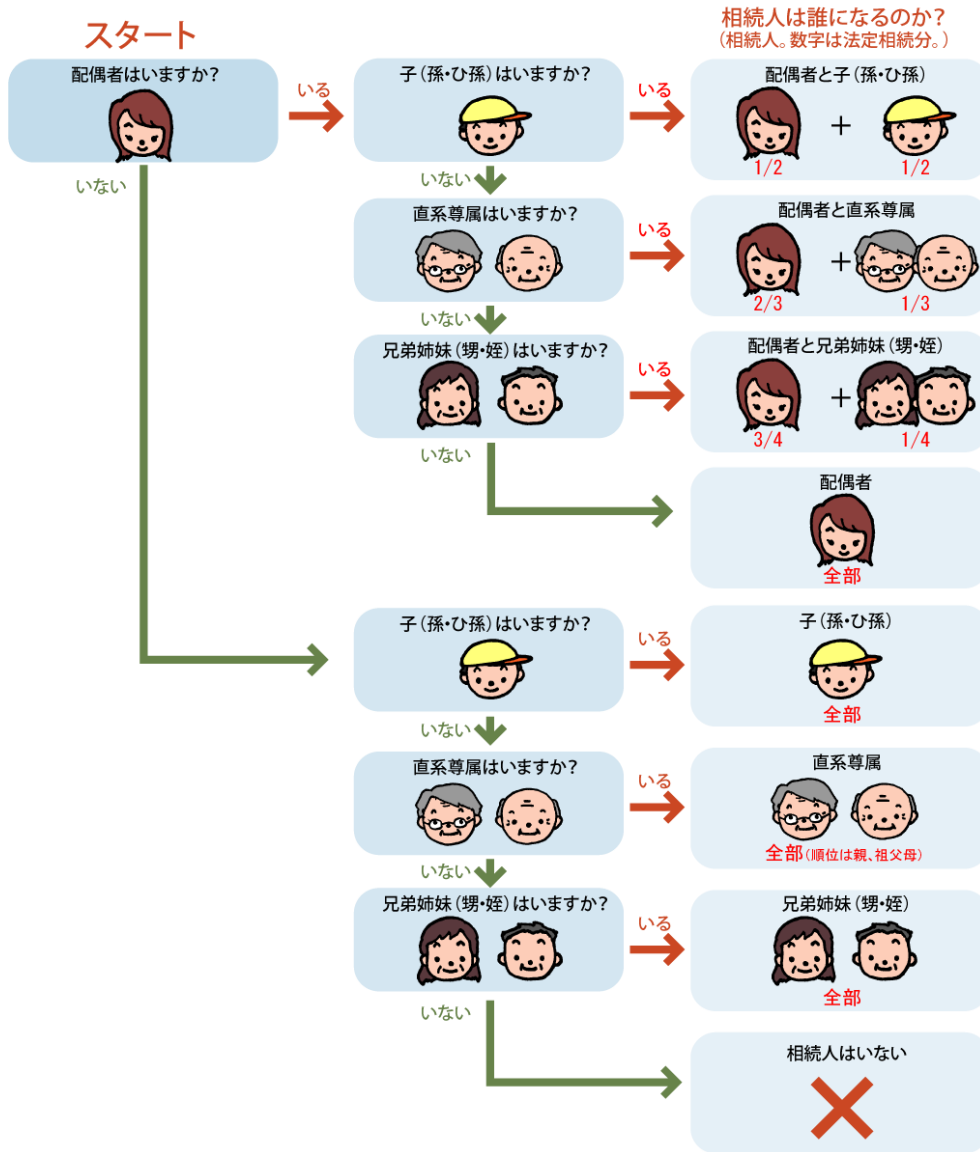 スタート
相続人は誰になるのか?
(相続人。数字は法定相続分。)
配偶者はいますか?
いる
子(孫・ひ孫)はいますか?
いる
配偶者と子(孫・ひ孫)
+
1/2
1/2
いない
いない
直系尊属はいますか?
いる
配偶者と直系尊属
+
2/3
1/3
いない
兄弟姉妹(甥・姪)はいますか?
いる
配偶者と兄弟姉妹(甥・姪)
+
3/4
1/4
いない
配偶者
全部
子(孫・ひ孫)はいますか?
いる
子(孫・ひ孫)
全部
いない
直系尊属はいますか?
いる
直系尊属
全部(順位は親、祖父母)
いない
兄弟姉妹(甥・姪)はいますか?
いる
兄弟姉妹(甥・姪)
全部
いない
相続人はいない